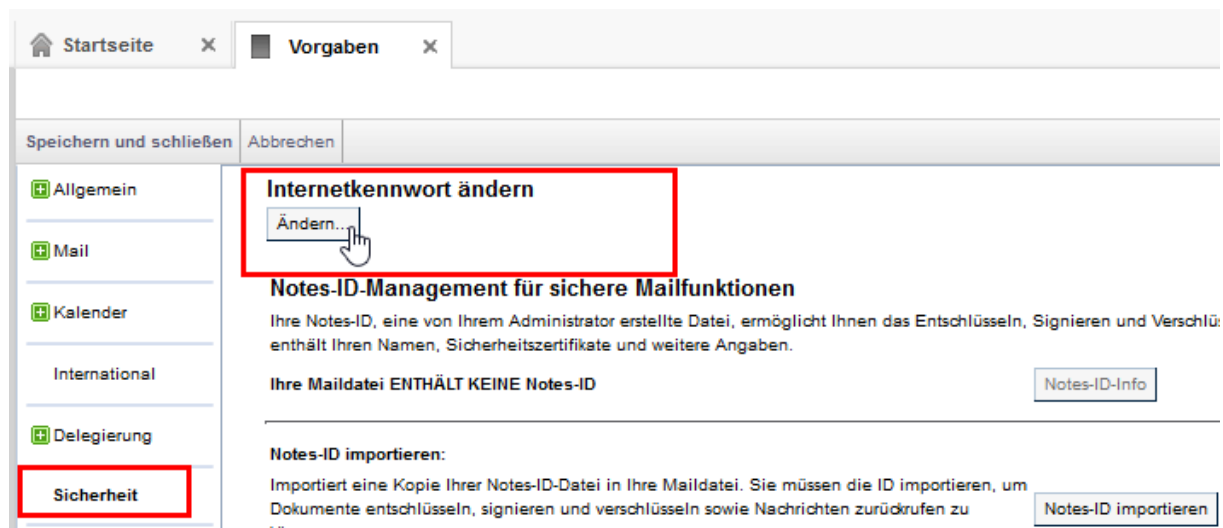 Startseite
Vorgaben
Speichern und schließen
Abbrechen
Allgemein
Mail
Kalender
International
Delegierung
Sicherheit
Internetkennwort ändern
Ändern...
Notes-ID-Management für sichere Mailfunktionen
Ihre Notes-ID, eine von Ihrem Administrator erstellte Datei, ermöglicht Ihnen das Entschlüsseln, Signieren und
enthält Ihren Namen, Sicherheitszertifikate und weitere Angaben.
Ihre Maildatei ENTHÄLT KEINE Notes-ID
Notes-ID-Info
Notes-ID importieren:
Importiert eine Kopie Ihrer Notes-ID-Datei in Ihre Maildatei. Sie müssen die ID importieren, um
Dokumente entschlüsseln, signieren und verschlüsseln sowie Nachrichten zurückrufen zu
Notes-ID importieren